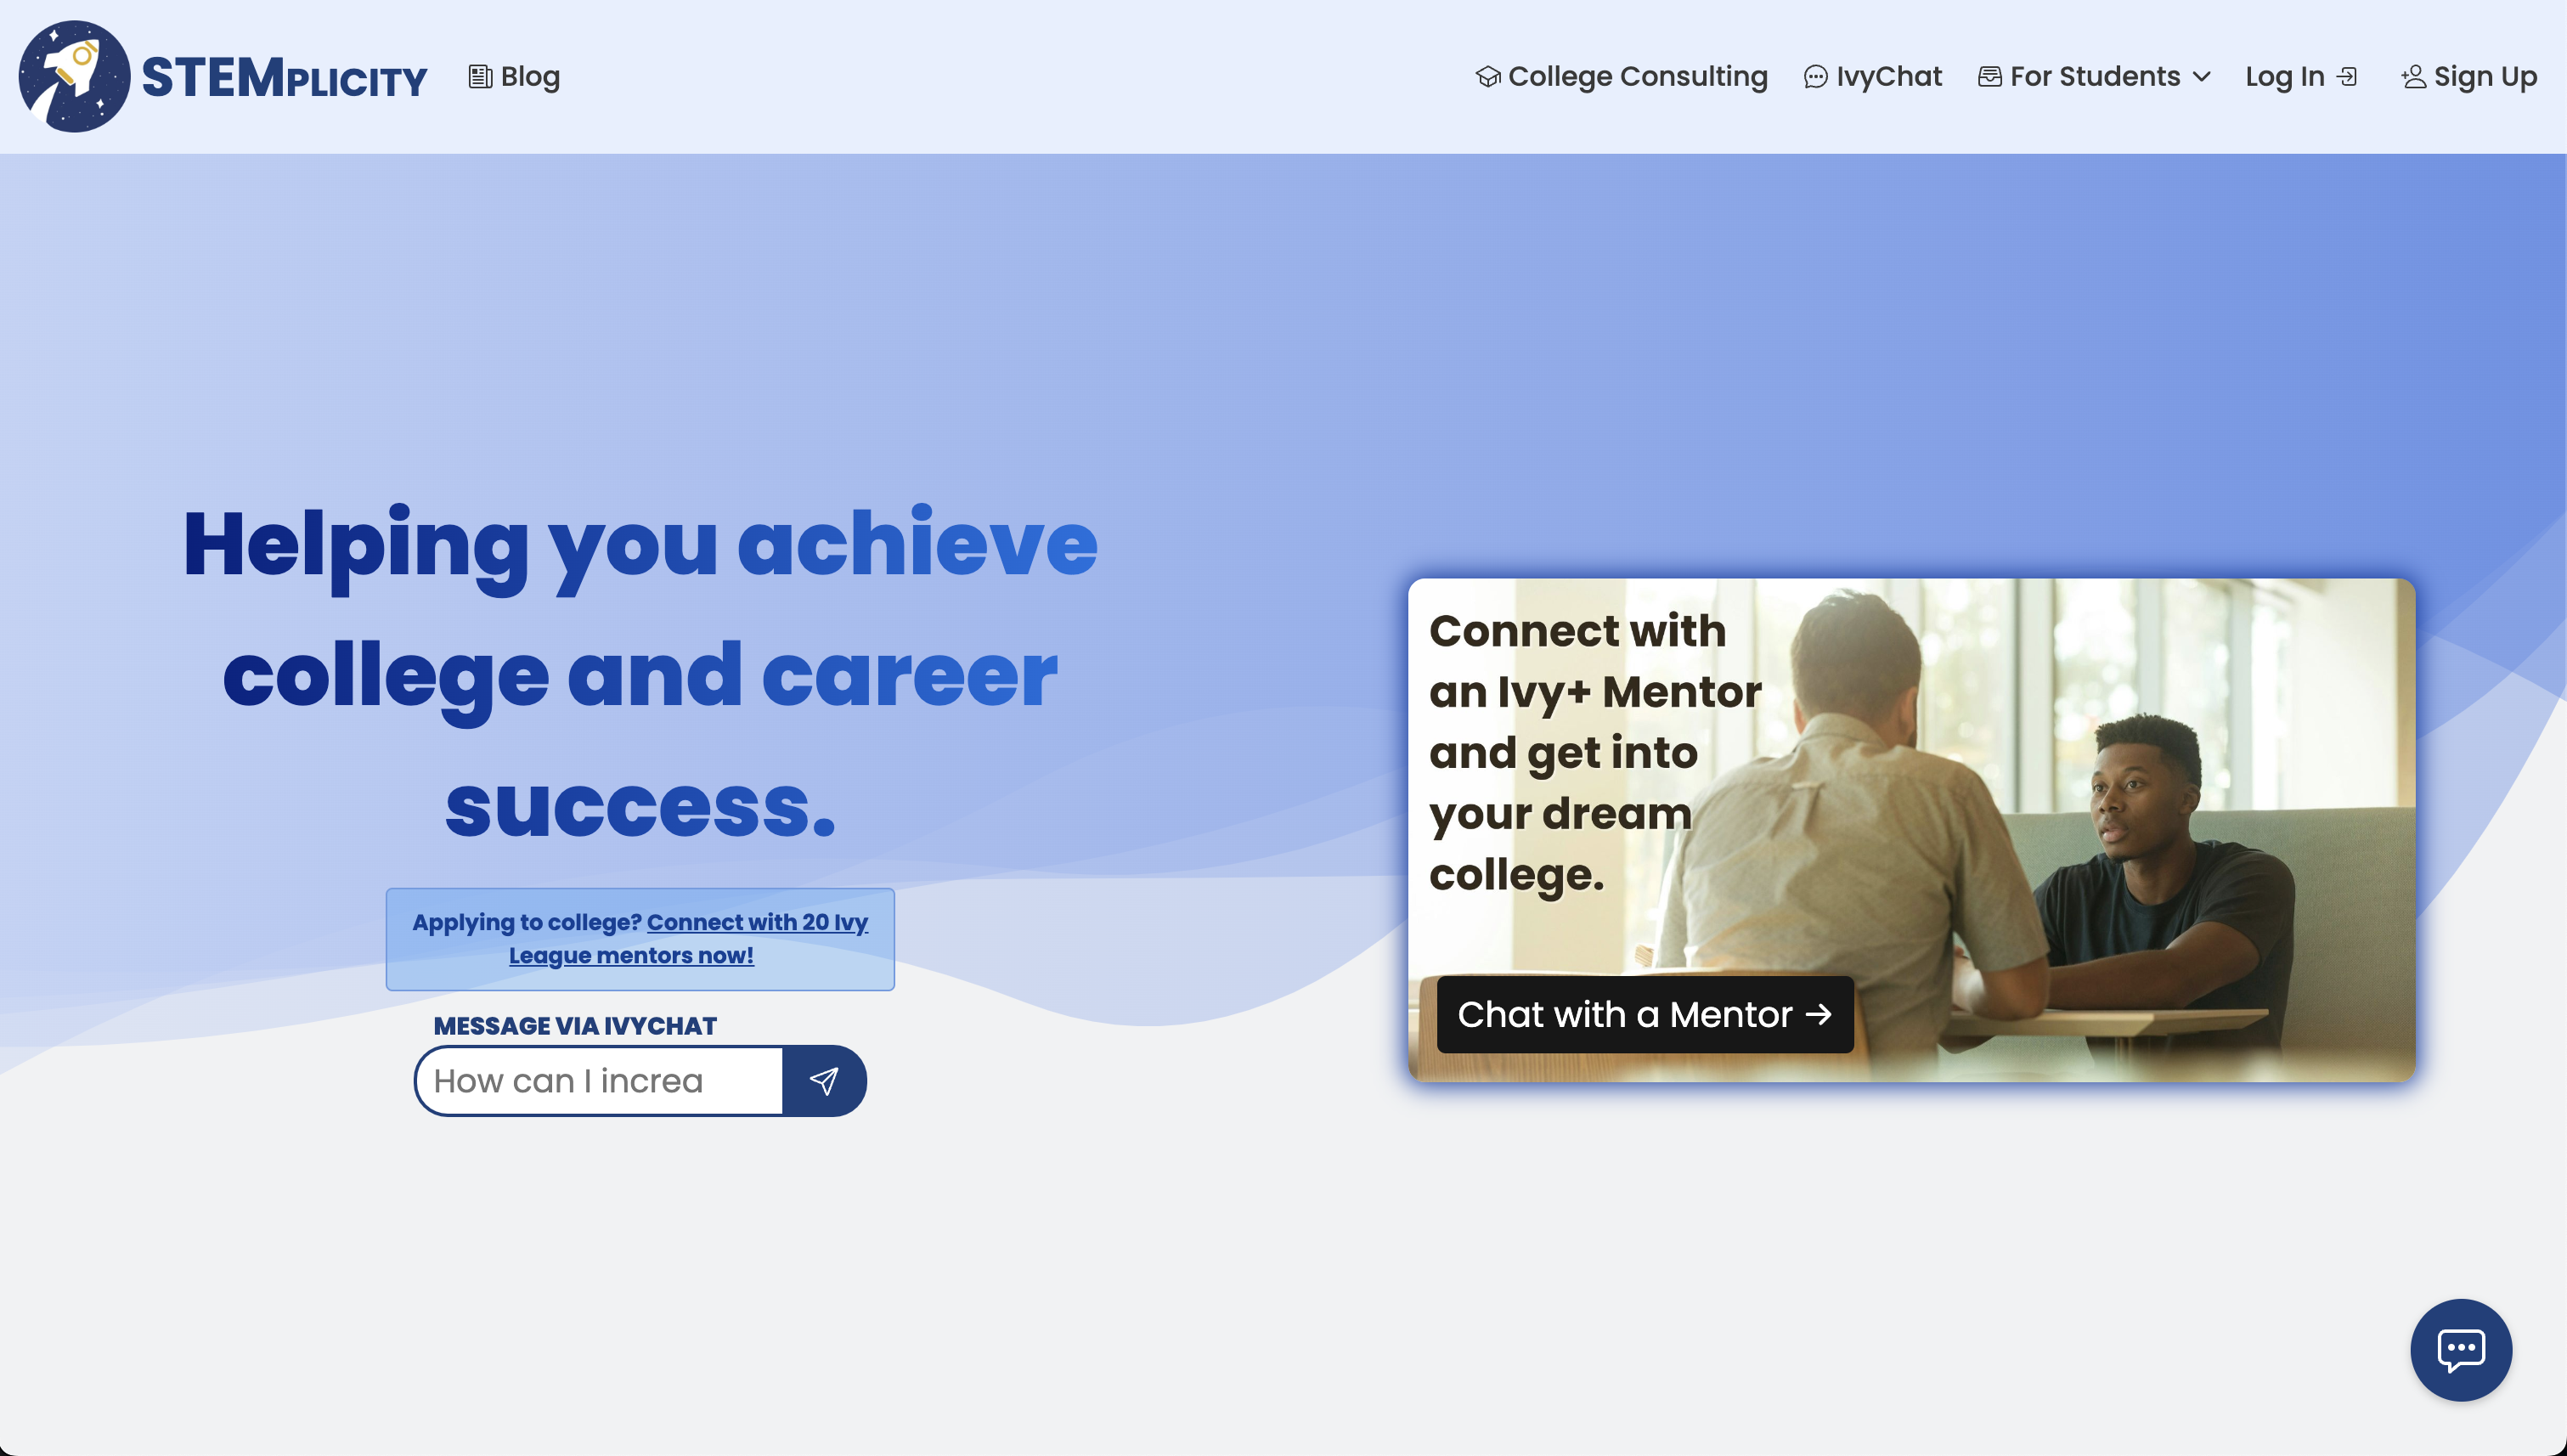 STEMPLICITY
Blog
College Consulting
IvyChat
For Students
Log In
Sign Up
Helping you achieve
college and career
success.
Applying to college? Connect with 20 Ivy
League mentors now!
MESSAGE VIA IVYCHAT
How can I increa
Connect with
an Ivy+ Mentor
and get into
your dream
college.
Chat with a Mentor →